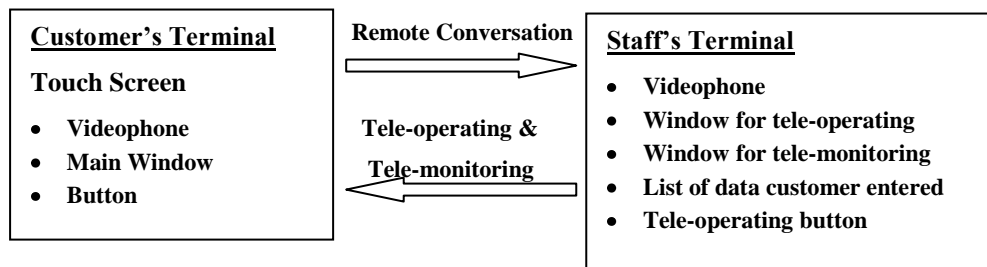 Customer's Terminal
Touch Screen
• Videophone
• Main Window
• Button
Remote Conversation
Tele-operating &
Tele-monitoring
Staff's Terminal
• Videophone
• Window for tele-operating
• Window for tele-monitoring
• List of data customer entered
• Tele-operating button